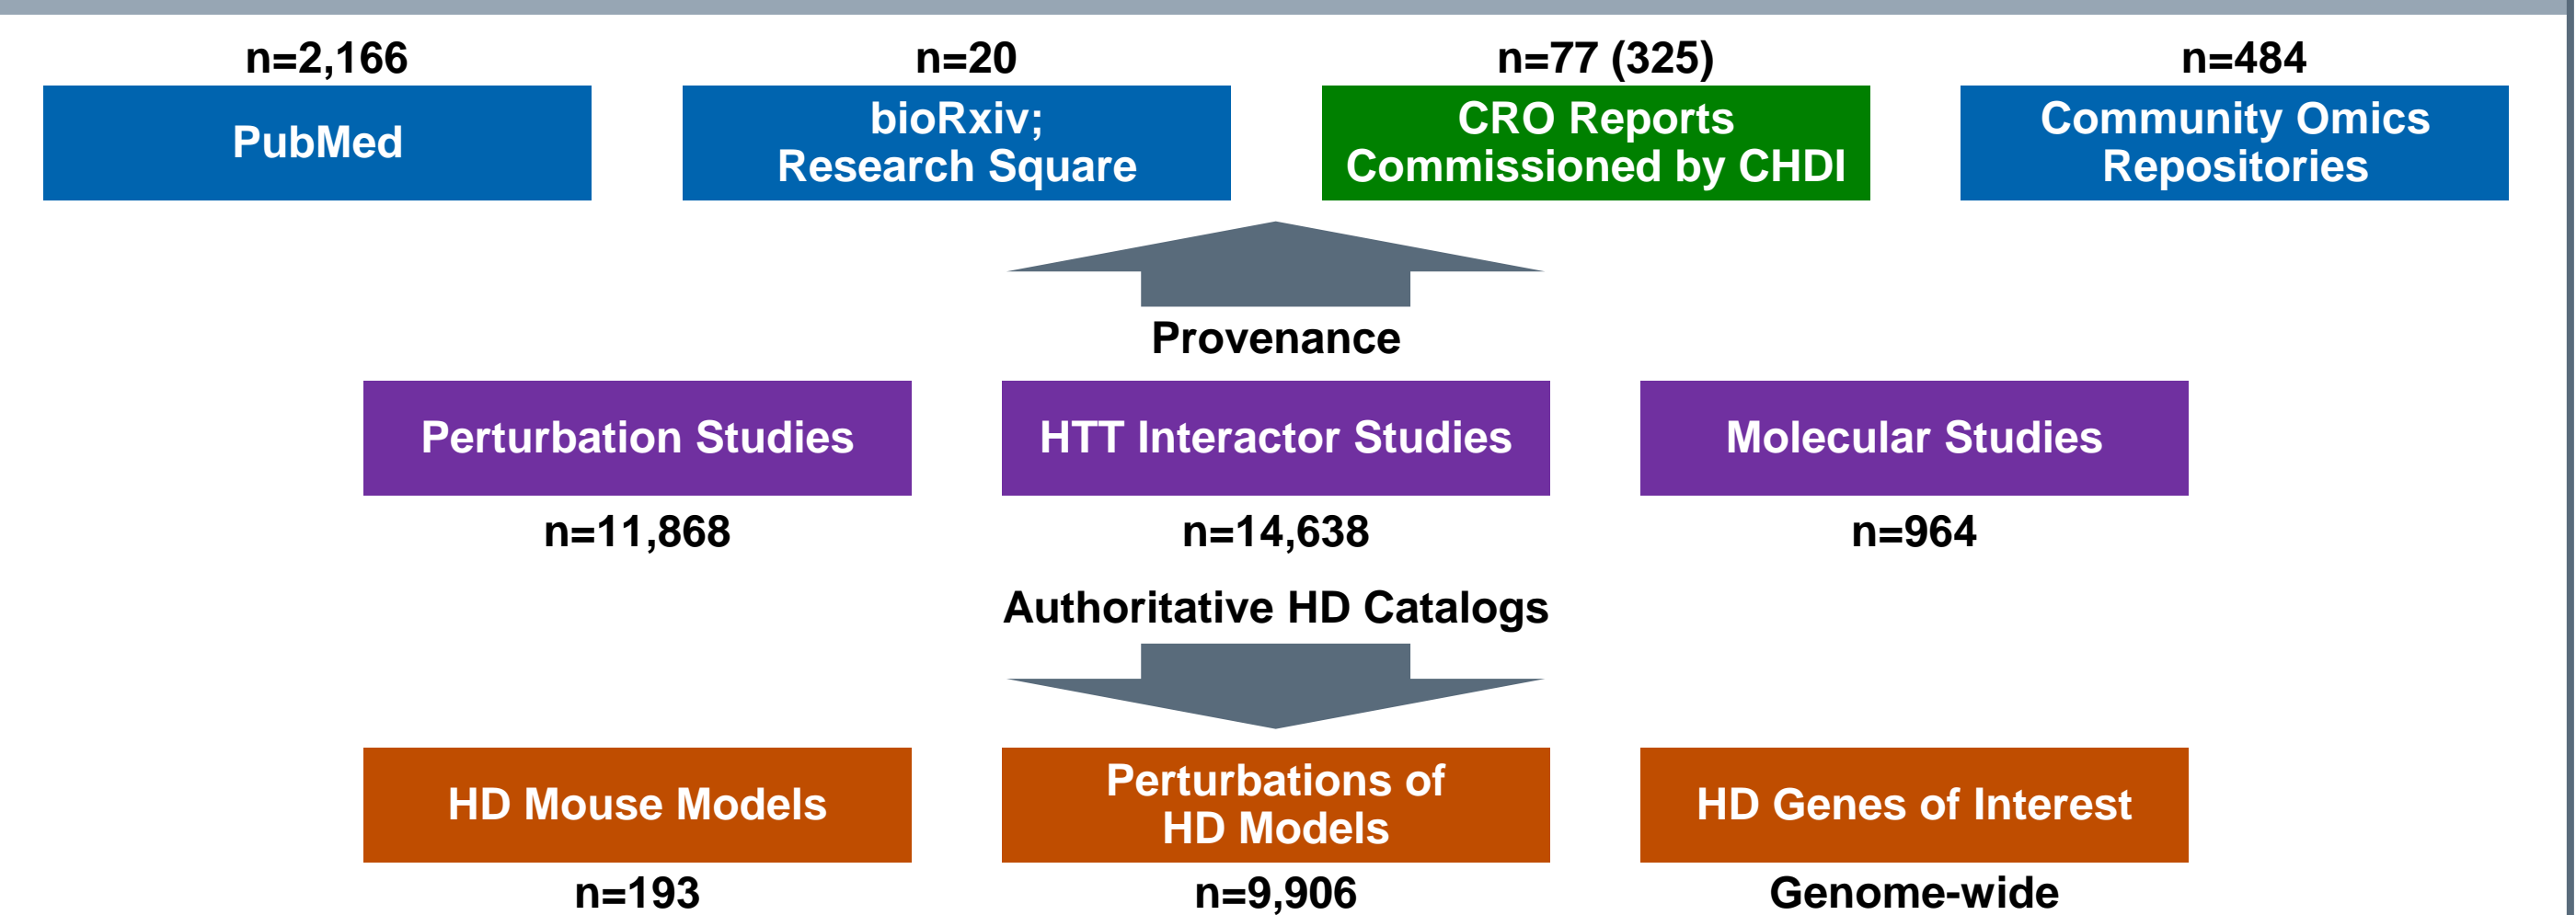 n=2,166
n=20
n=77 (325)
n=484
PubMed
bioRxiv;
Research Square
CRO Reports
Commissioned by CHDI
Community Omics
Repositories
Provenance
Perturbation Studies
HTT Interactor Studies
Molecular Studies
n=11,868
n=14,638
n=964
Authoritative HD Catalogs
HD Mouse Models
Perturbations of
HD Models
HD Genes of Interest
n=193
n=9,906
Genome-wide